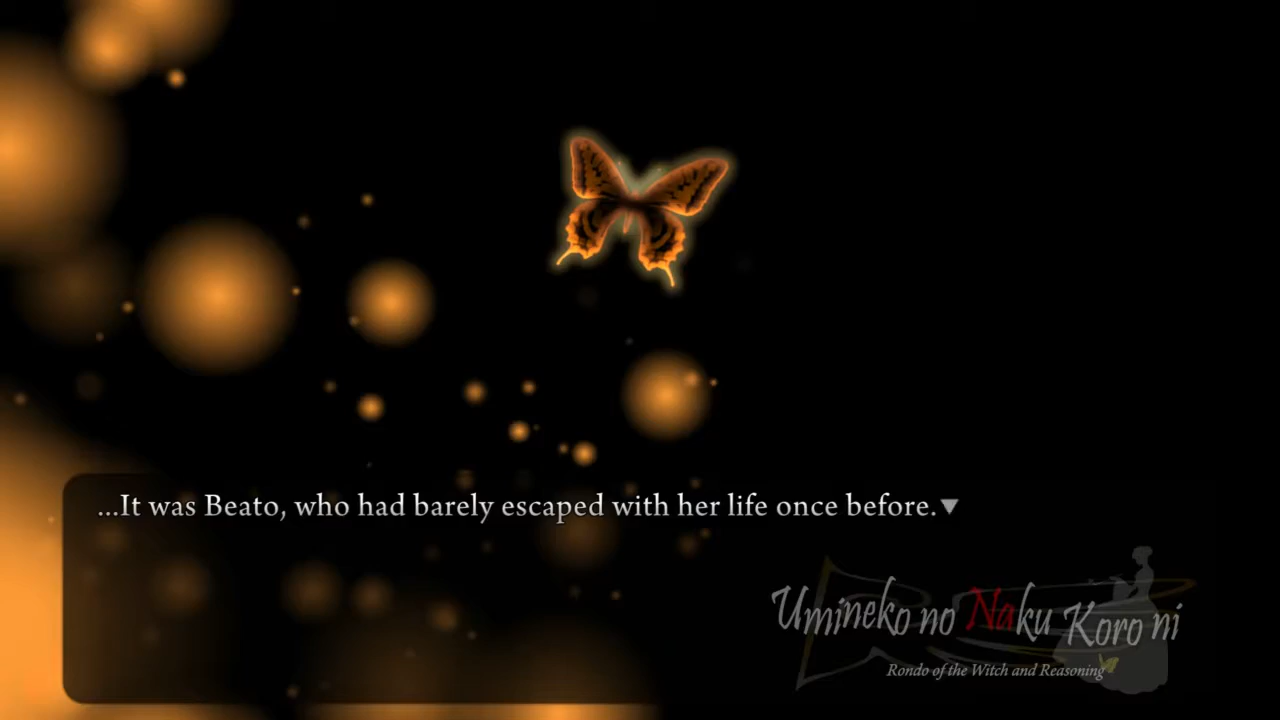 ...It was Beato, who had barely escaped with her life once before.
Umineko no Naku Koro ni
Rondo of the Witch and Reasoning